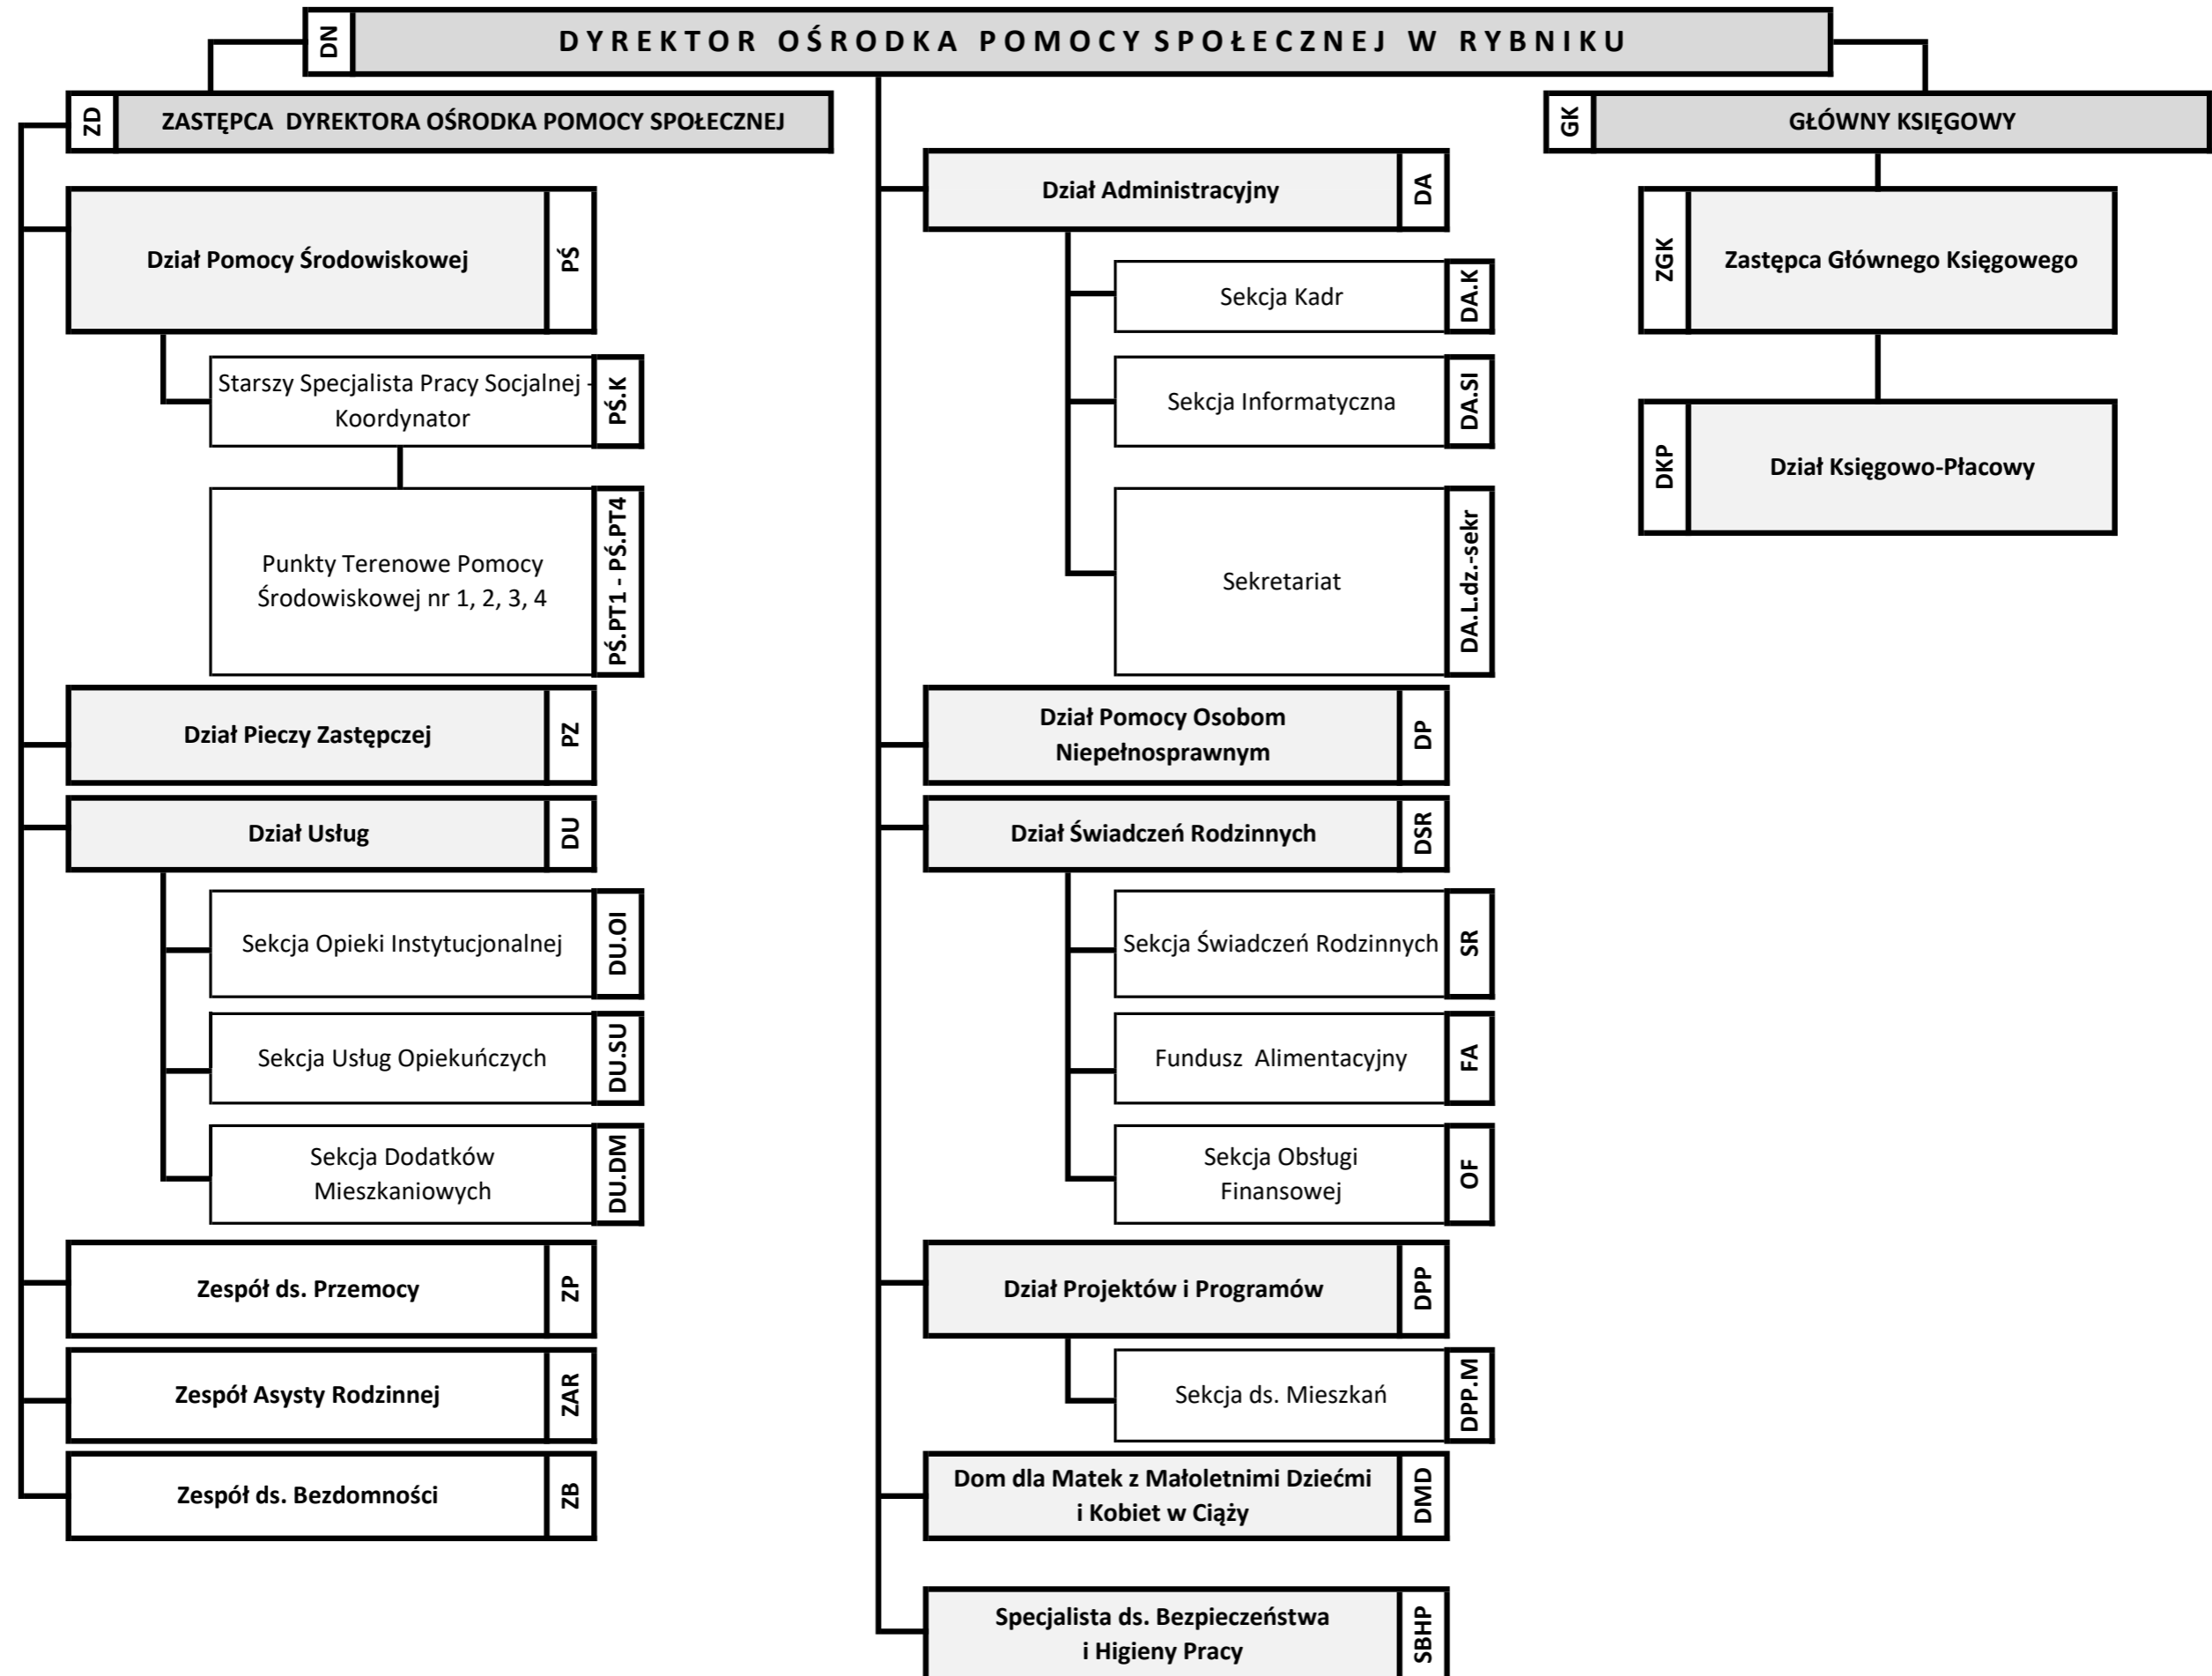 DN
DYREKTOR OŚRODKA POMOCY SPOŁECZNEJ W RYBNIKU
ZD
ZASTĘPCA DYREKTORA OŚRODKA POMOCY SPOŁECZNEJ
GK
GŁÓWNY KSIĘGOWY
Dział Pomocy Środowiskowej
PŚ
Starszy Specjalista Pracy Socjalnej -
Koordynator
PŚ.K
Punkty Terenowe Pomocy
Środowiskowej nr 1, 2, 3, 4
PŚ.PT1 - PŚ.PT4
Dział Pieczy Zastępczej
PZ
Dział Usług
DU
Sekcja Opieki Instytucjonalnej
DU.OI
Sekcja Usług Opiekuńczych
DU.SU
Sekcja Dodatków
Mieszkaniowych
DU.DM
Zespół ds. Przemocy
ZP
Zespół Asysty Rodzinnej
ZAR
Zespół ds. Bezdomności
ZB
Dział Administracyjny
DA
Sekcja Kadr
DA.K
Sekcja Informatyczna
DA.SI
Sekretariat
DA.L.dz.-sekr
Dział Pomocy Osobom
Niepełnosprawnym
DP
Dział Świadczeń Rodzinnych
DSR
Sekcja Świadczeń Rodzinnych
SR
Fundusz Alimentacyjny
FA
Sekcja Obsługi
Finansowej
OF
Dział Projektów i Programów
DPP
Sekcja ds. Mieszkań
DPP.M
Dom dla Matek z Małoletnimi Dziećmi
i Kobiet w Ciąży
DMD
Specjalista ds. Bezpieczeństwa
i Higieny Pracy
SBHP
ZGK
Zastępca Głównego Księgowego
DKP
Dział Księgowo-Płacowy